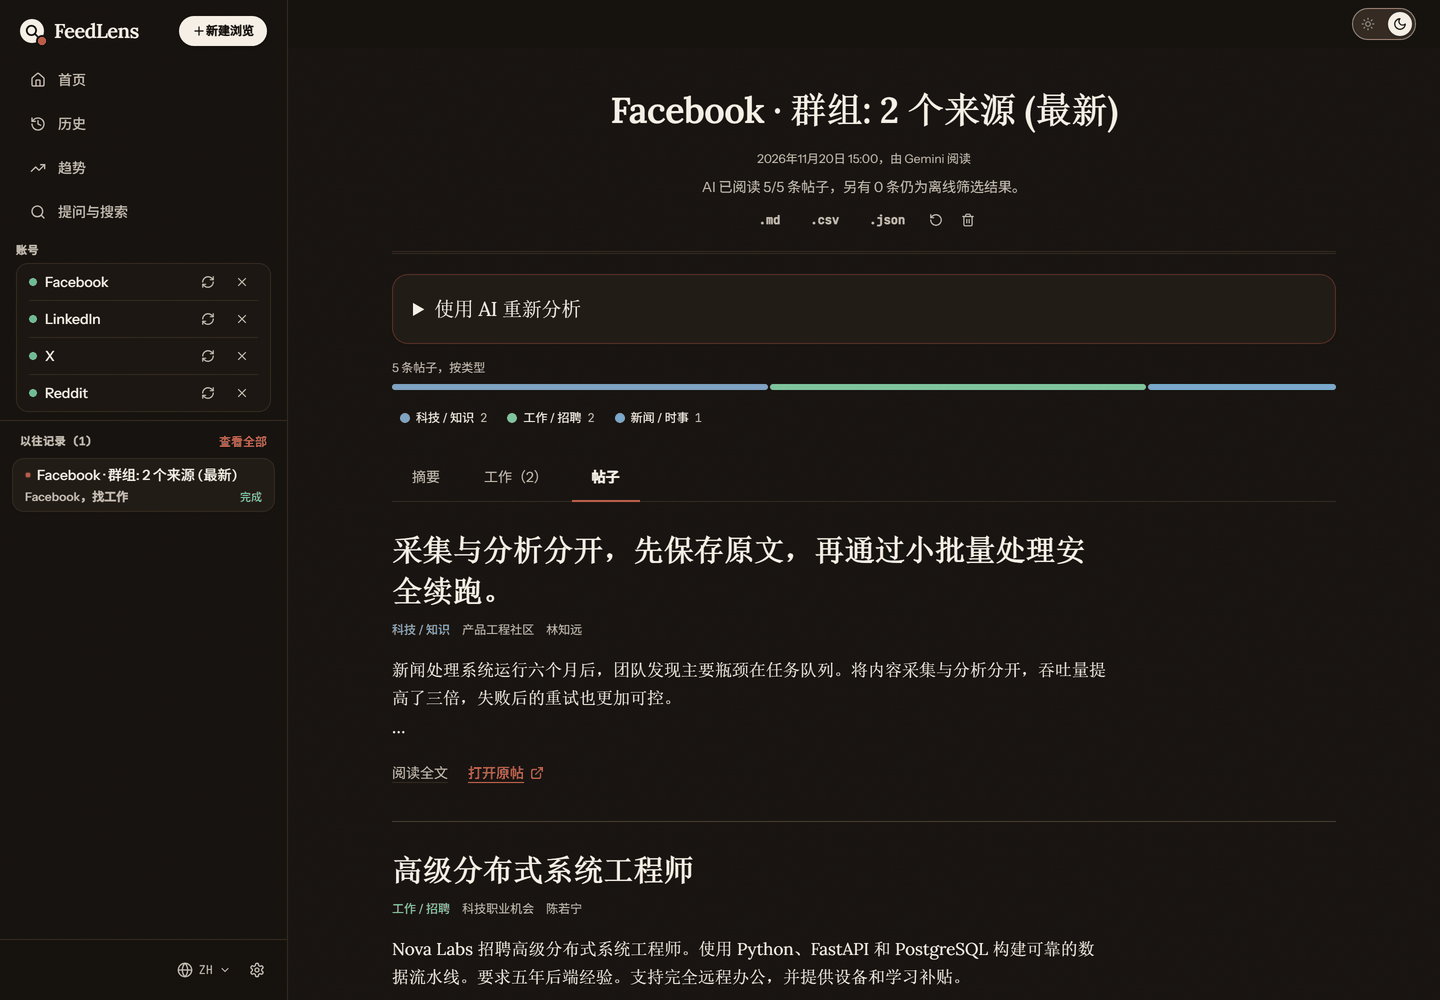 FeedLens
+新建浏览
首页
历史
趋势
提问与搜索
账号
Facebook
LinkedIn
X
Reddit
以往记录（1）
查看全部
Facebook · 群组: 2 个来源 (最新)
Facebook，找工作
完成
ZH
Facebook · 群组: 2 个来源 (最新)
2026年11月20日 15:00，由 Gemini 阅读
AI 已阅读 5/5 条帖子，另有 0 条仍为离线筛选结果。
.md .csv .json
使用 AI 重新分析
5 条帖子，按类型
科技 / 知识 2 工作 / 招聘 2 新闻 / 时事 1
摘要 工作（2） 帖子
采集与分析分开，先保存原文，再通过小批量处理安
全续跑。
科技 / 知识 产品工程社区 林知远
新闻处理系统运行六个月后，团队发现主要瓶颈在任务队列。将内容采集与分析分开，吞吐量提
高了三倍，失败后的重试也更加可控。
...
阅读全文 打开原帖
高级分布式系统工程师
工作 / 招聘 科技职业机会 陈若宁
Nova Labs 招聘高级分布式系统工程师。使用 Python、FastAPI 和 PostgreSQL 构建可靠的数
据流水线。要求五年后端经验。支持完全远程办公，并提供设备和学习补贴。